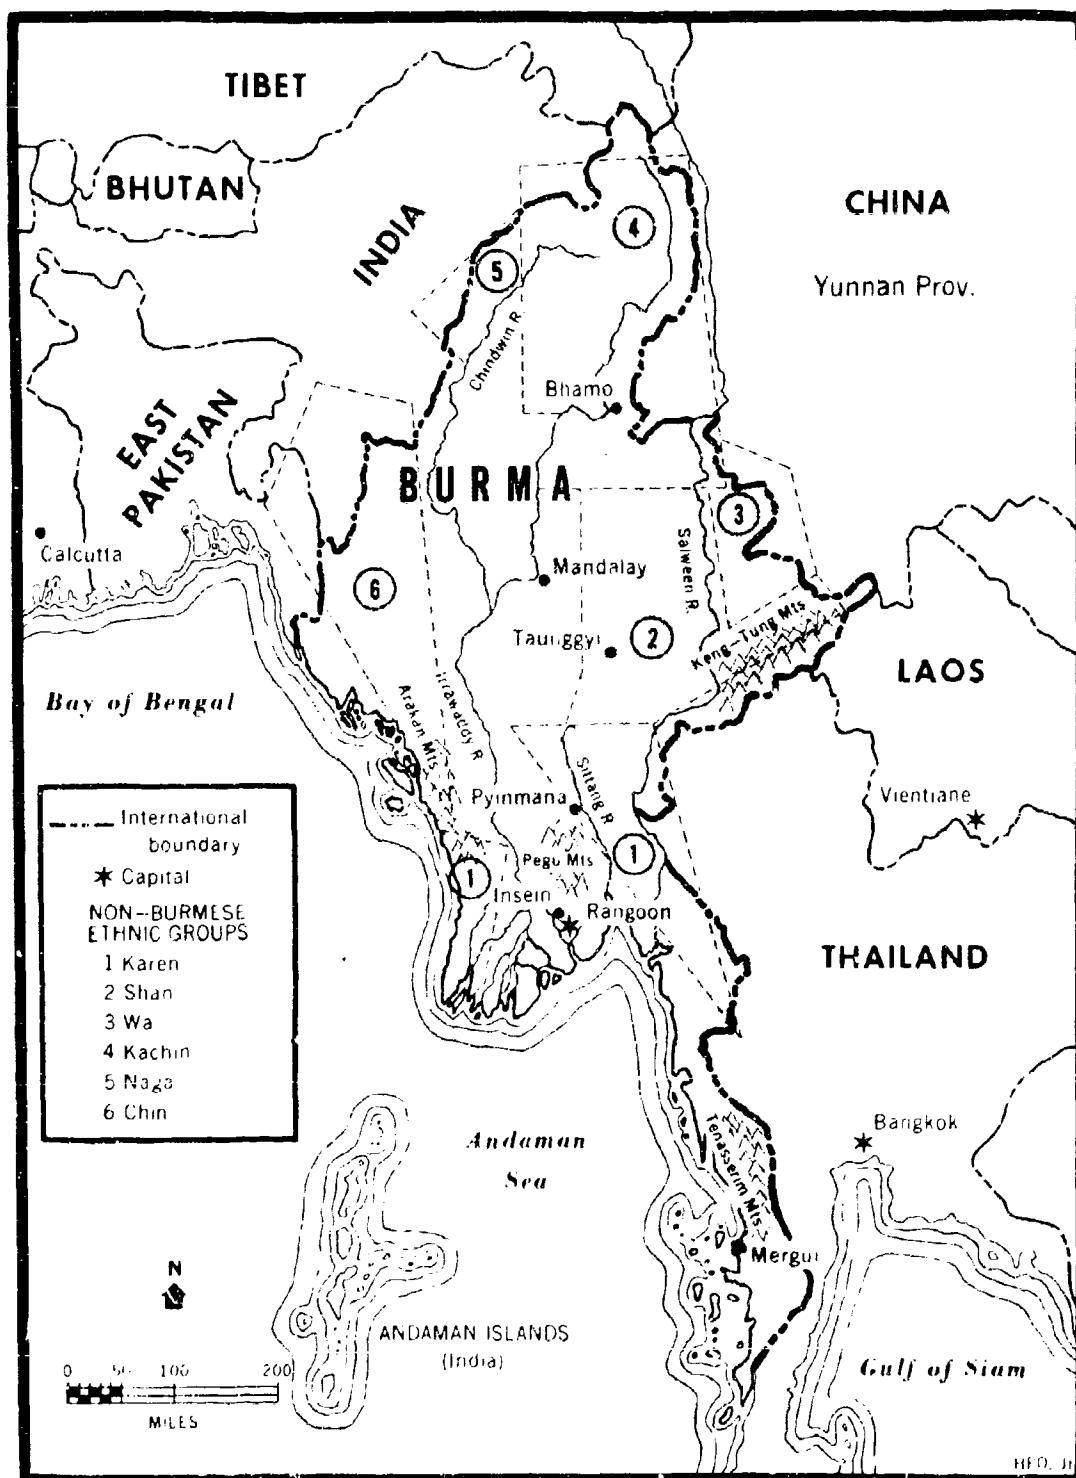 TIBET
BHUTAN
INDIA
CHINA
Yunnan Prov.
4
5
Chindwin R.
Bhamo
EAST
PAKISTAN
BURMA
3
Calcutta
Salween R.
Mandalay
6
Taunggyi
2
Keng-Tung Mts
LAOS
Bay of Bengal
Arakan Mts
Irrawaddy R
Sittang R
Pyinmana
Vientiane
International
boundary
Capital
NON-BURMESE
ETHNIC GROUPS
1 Karen
2 Shan
3 Wa
4 Kachin
5 Naga
6 Chin
1
Pegu Mts
1
Insein
Rangoon
THAILAND
Andaman
Sea
Bangkok
Tenasserim Mts
Mergui
N
ANDAMAN ISLANDS
(India)
Gulf of Siam
0 50 100 200
MILES